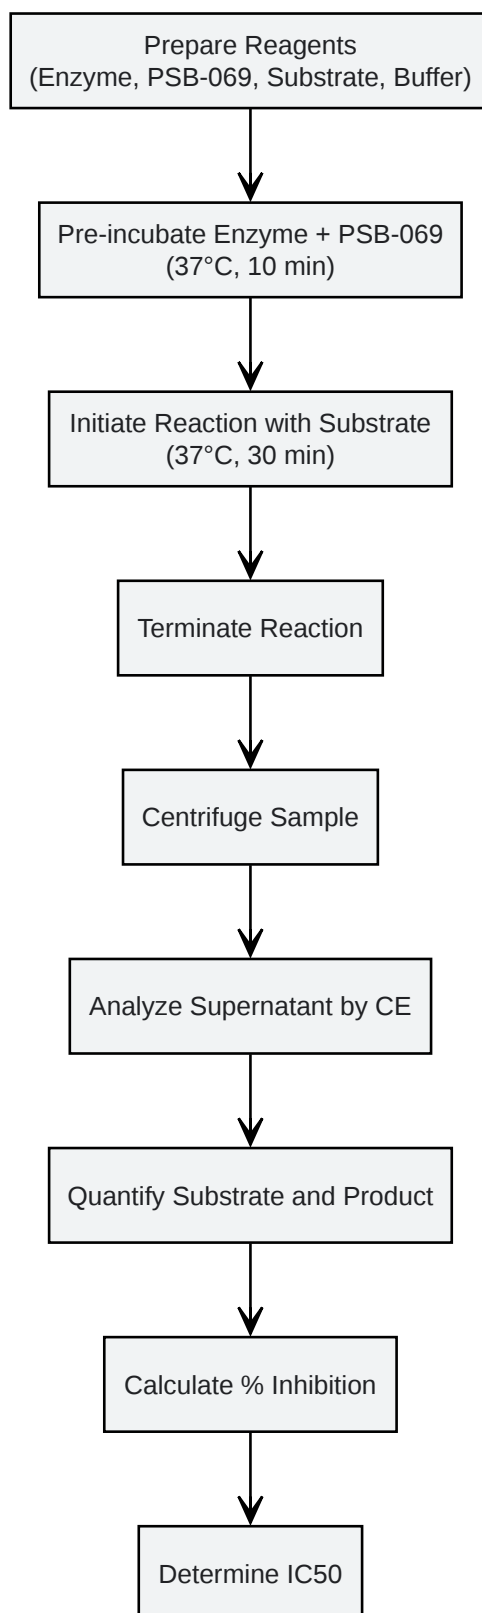 Prepare Reagents
(Enzyme, PSB-069, Substrate, Buffer)
Pre-incubate Enzyme + PSB-069
(37°C, 10 min)
Initiate Reaction with Substrate
(37°C, 30 min)
Terminate Reaction
Centrifuge Sample
Analyze Supernatant by CE
Quantify Substrate and Product
Calculate % Inhibition
Determine IC50